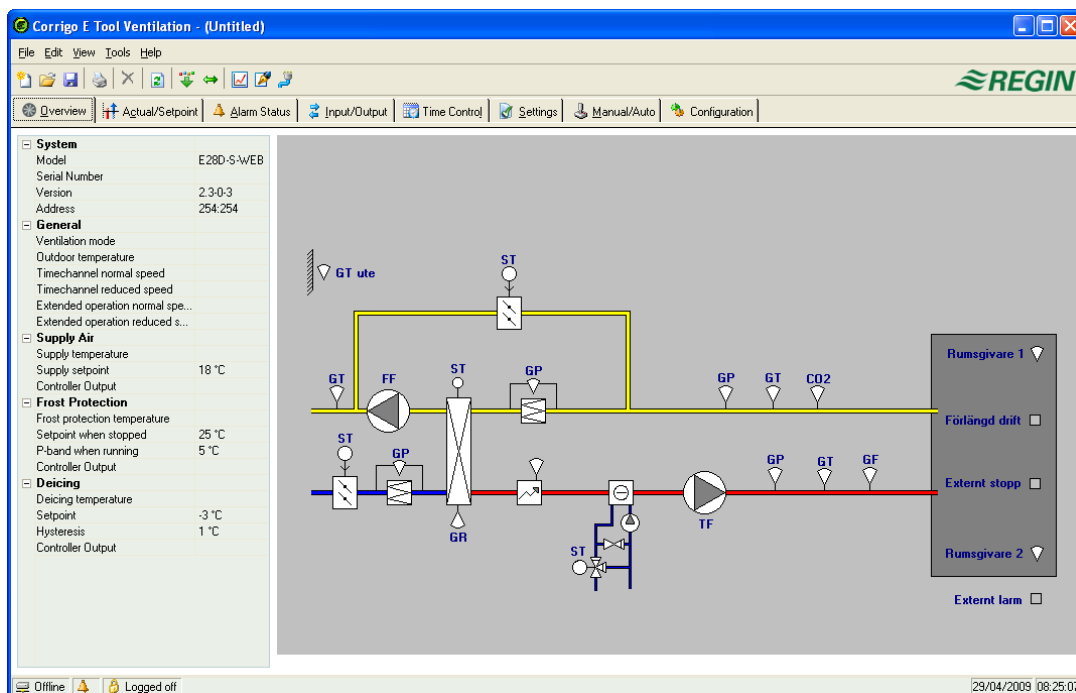 Corrigo E Tool Ventilation - (Untitled)
File Edit View Tools Help
REGIN
Overview Actual/Setpoint Alarm Status Input/Output Time Control Settings Manual/Auto Configuration
System
Model E28D-S-WEB
Serial Number
Version 2.3-0-3
Address 254:254
General
Ventilation mode
Outdoor temperature
Timechannel normal speed
Timechannel reduced speed
Extended operation normal spe...
Extended operation reduced s...
Supply Air
Supply temperature
Supply setpoint 18 °C
Controller Output
Frost Protection
Frost protection temperature
Setpoint when stopped 25 °C
P-band when running 5 °C
Controller Output
Deicing
Deicing temperature
Setpoint -3 °C
Hysteresis 1 °C
Controller Output
GT ute
ST
GT FF ST GP GP GT CO2
ST GP GR TF GP GT GF
ST
Rumsgivare 1
Förlängd drift
Externt stopp
Rumsgivare 2
Externt larm
Offline Logged off 29/04/2009 08:25:07